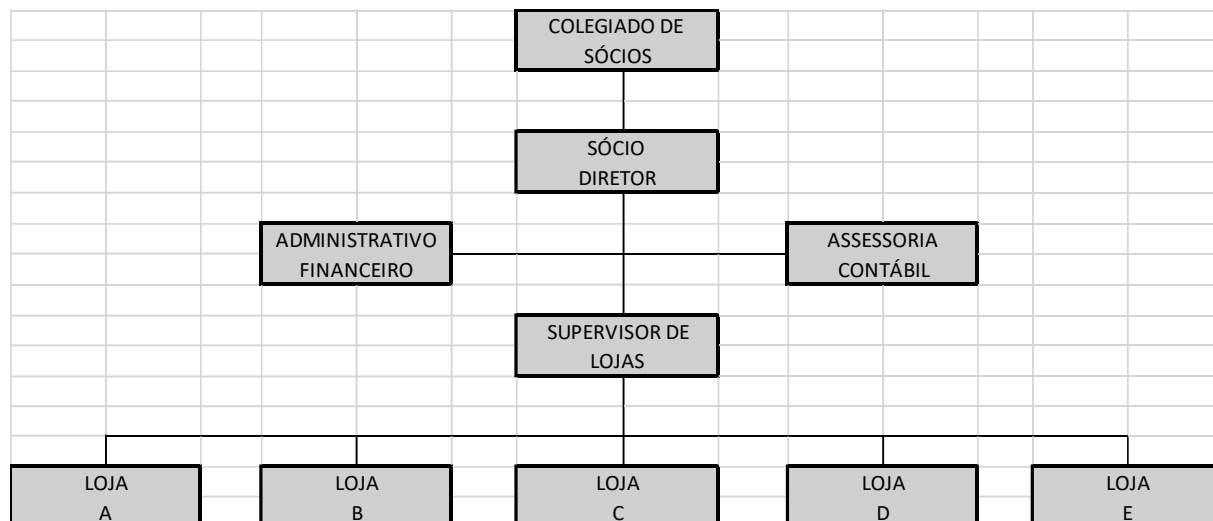 COLEGIADO DE
SÓCIOS
SÓCIO
DIRETOR
ADMINISTRATIVO
FINANCEIRO
ASSESSORIA
CONTÁBIL
SUPERVISOR DE
LOJAS
LOJA
A
LOJA
B
LOJA
C
LOJA
D
LOJA
E